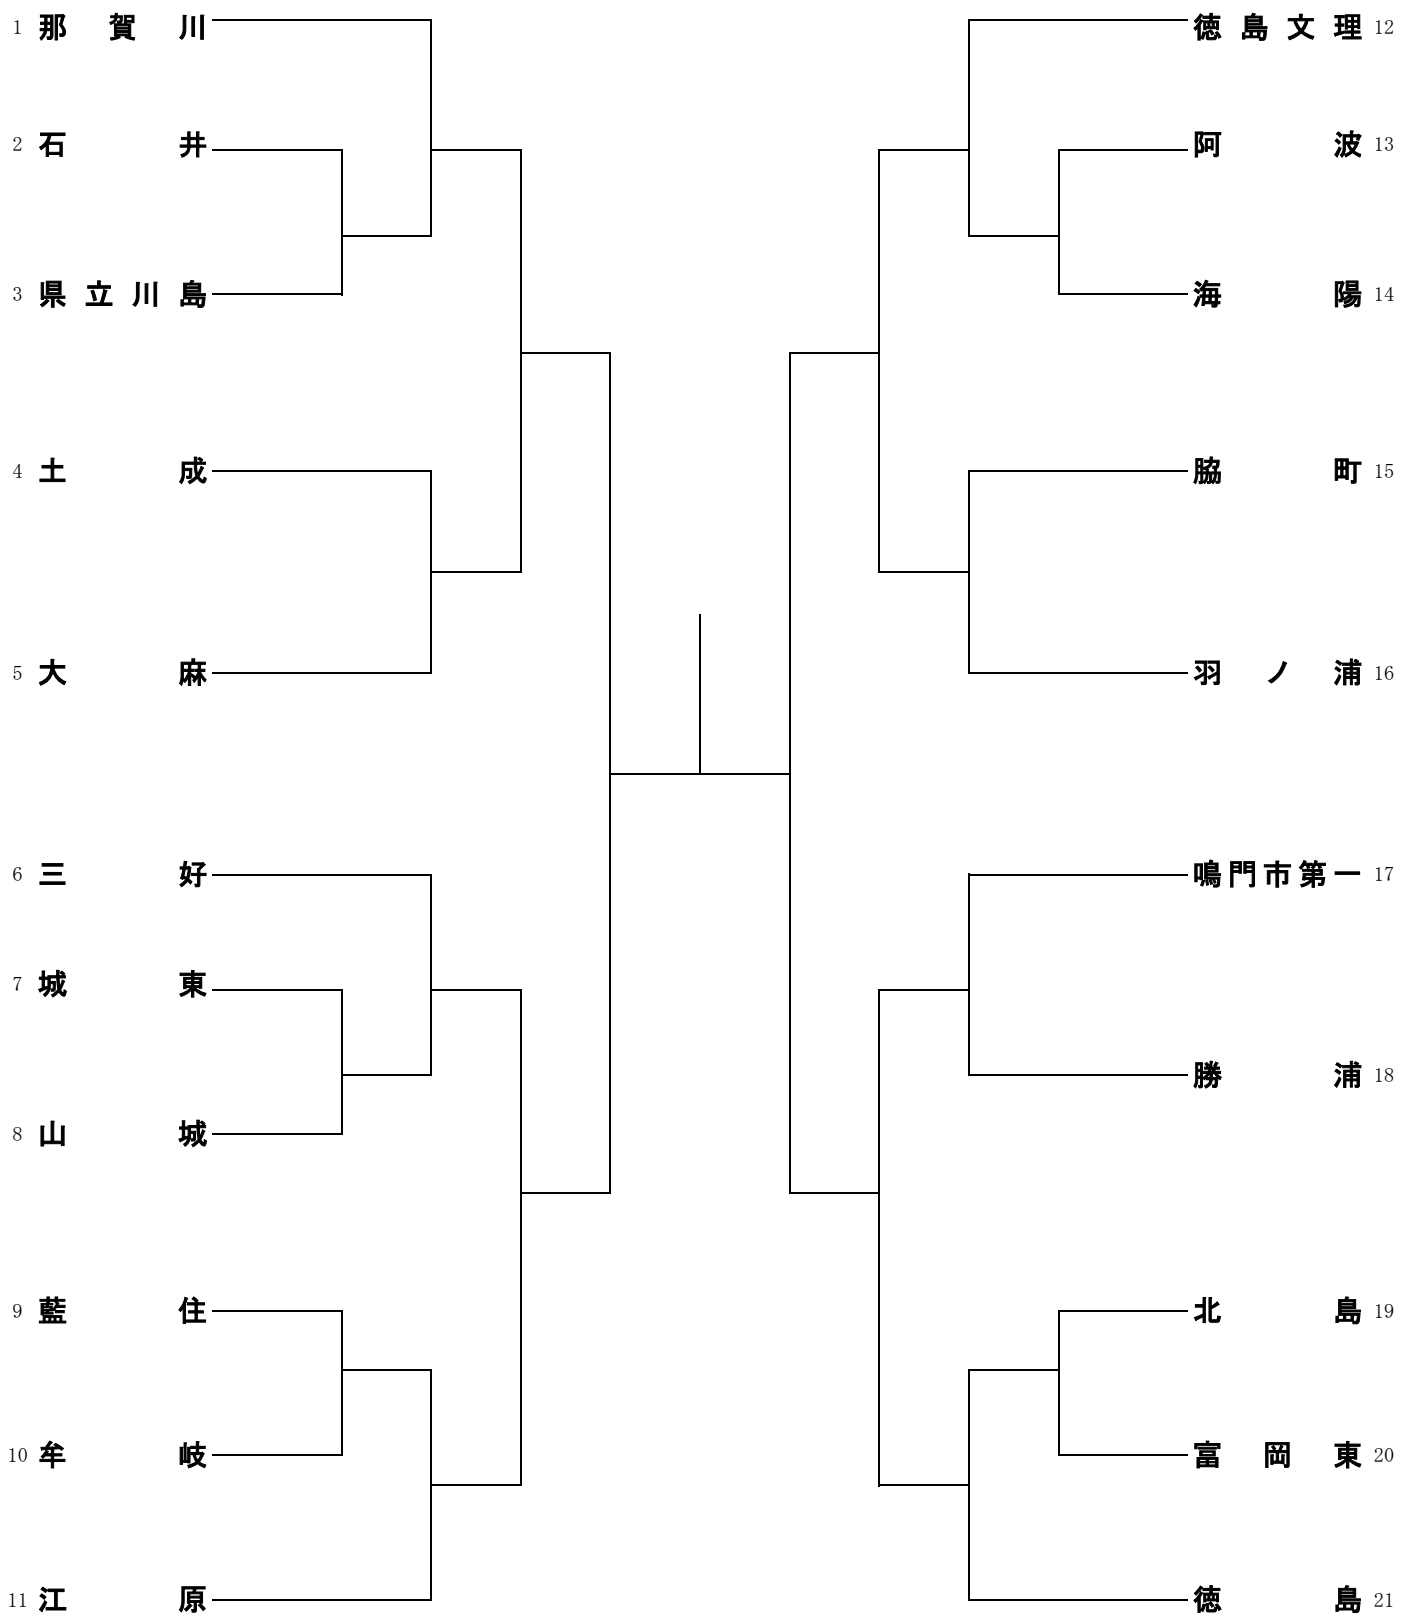 1 那賀川
2 石井
3 県立川島
4 土成
5 大麻
6 三好
7 城東
8 山城
9 藍住
10 牟岐
11 江原
徳島文理 12
阿波 13
海陽 14
脇町 15
羽ノ浦 16
鳴門市第一 17
勝浦 18
北島 19
富岡東 20
徳島 21